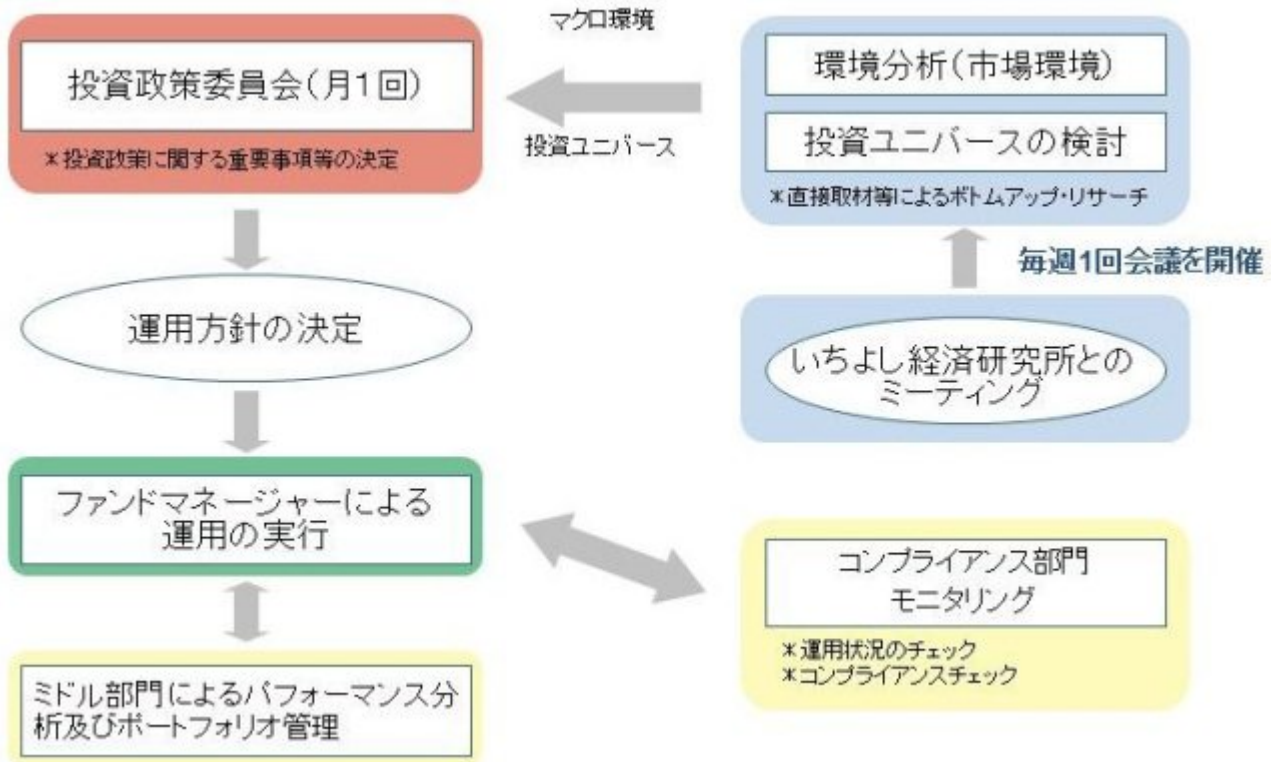 マクロ環境
投資政策委員会(月1回)
*投資政策に関する重要事項等の決定
投資ユニバース
環境分析(市場環境)
投資ユニバースの検討
*直接取材等によるボトムアップ・リサーチ
毎週1回会議を開催
いちよし経済研究所との
ミーティング
運用方針の決定
ファンドマネージャーによる
運用の実行
コンプライアンス部門
モニタリング
*運用状況のチェック
*コンプライアンスチェック
ミドル部門によるパフォーマンス分
析及びポートフォリオ管理